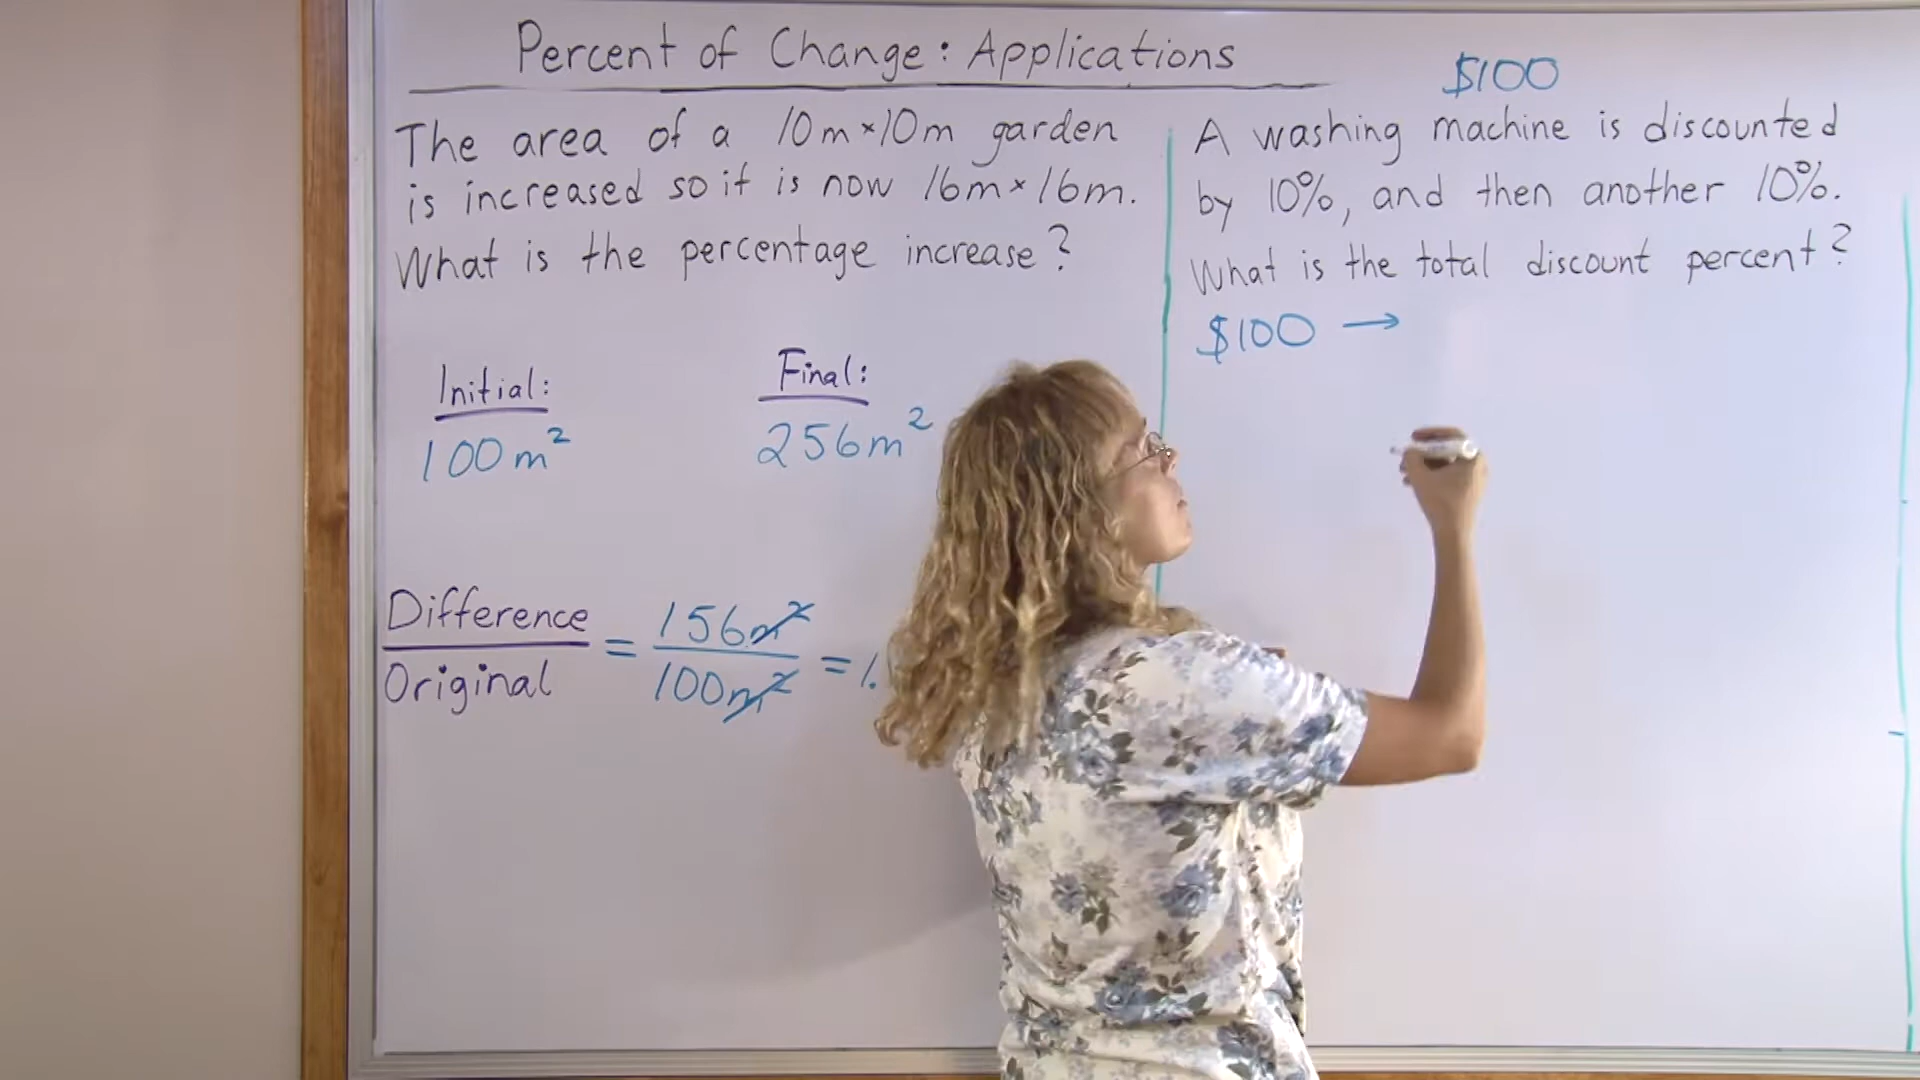 Percent of Change: Applications
The area of a 10m×10m garden
is increased so it is now 16m×16m.
What is the percentage increase?
Initial:
100m²
Final:
256m²
Difference
Original
=
156m²
100m²
= 1.
$100
A washing machine is discounted
by 10%, and then another 10%.
What is the total discount percent?
$100 →